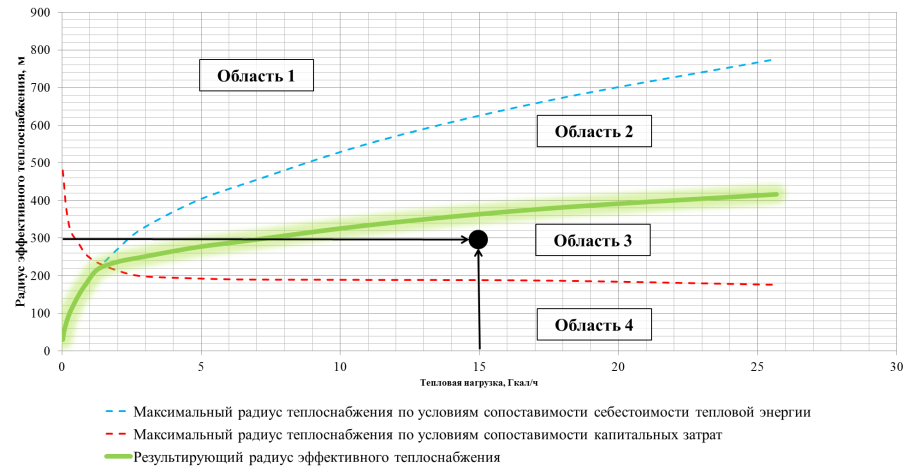 900
800
700
600
500
400
300
200
100
0
Радиус эффективного теплоснабжения, м
Область 1
Область 2
Область 3
Область 4
0 5 10 15 20 25 30
Тепловая нагрузка, Гкал/ч
Максимальный радиус теплоснабжения по условиям сопоставимости себестоимости тепловой энергии
Максимальный радиус теплоснабжения по условиям сопоставимости капитальных затрат
Результирующий радиус эффективного теплоснабжения